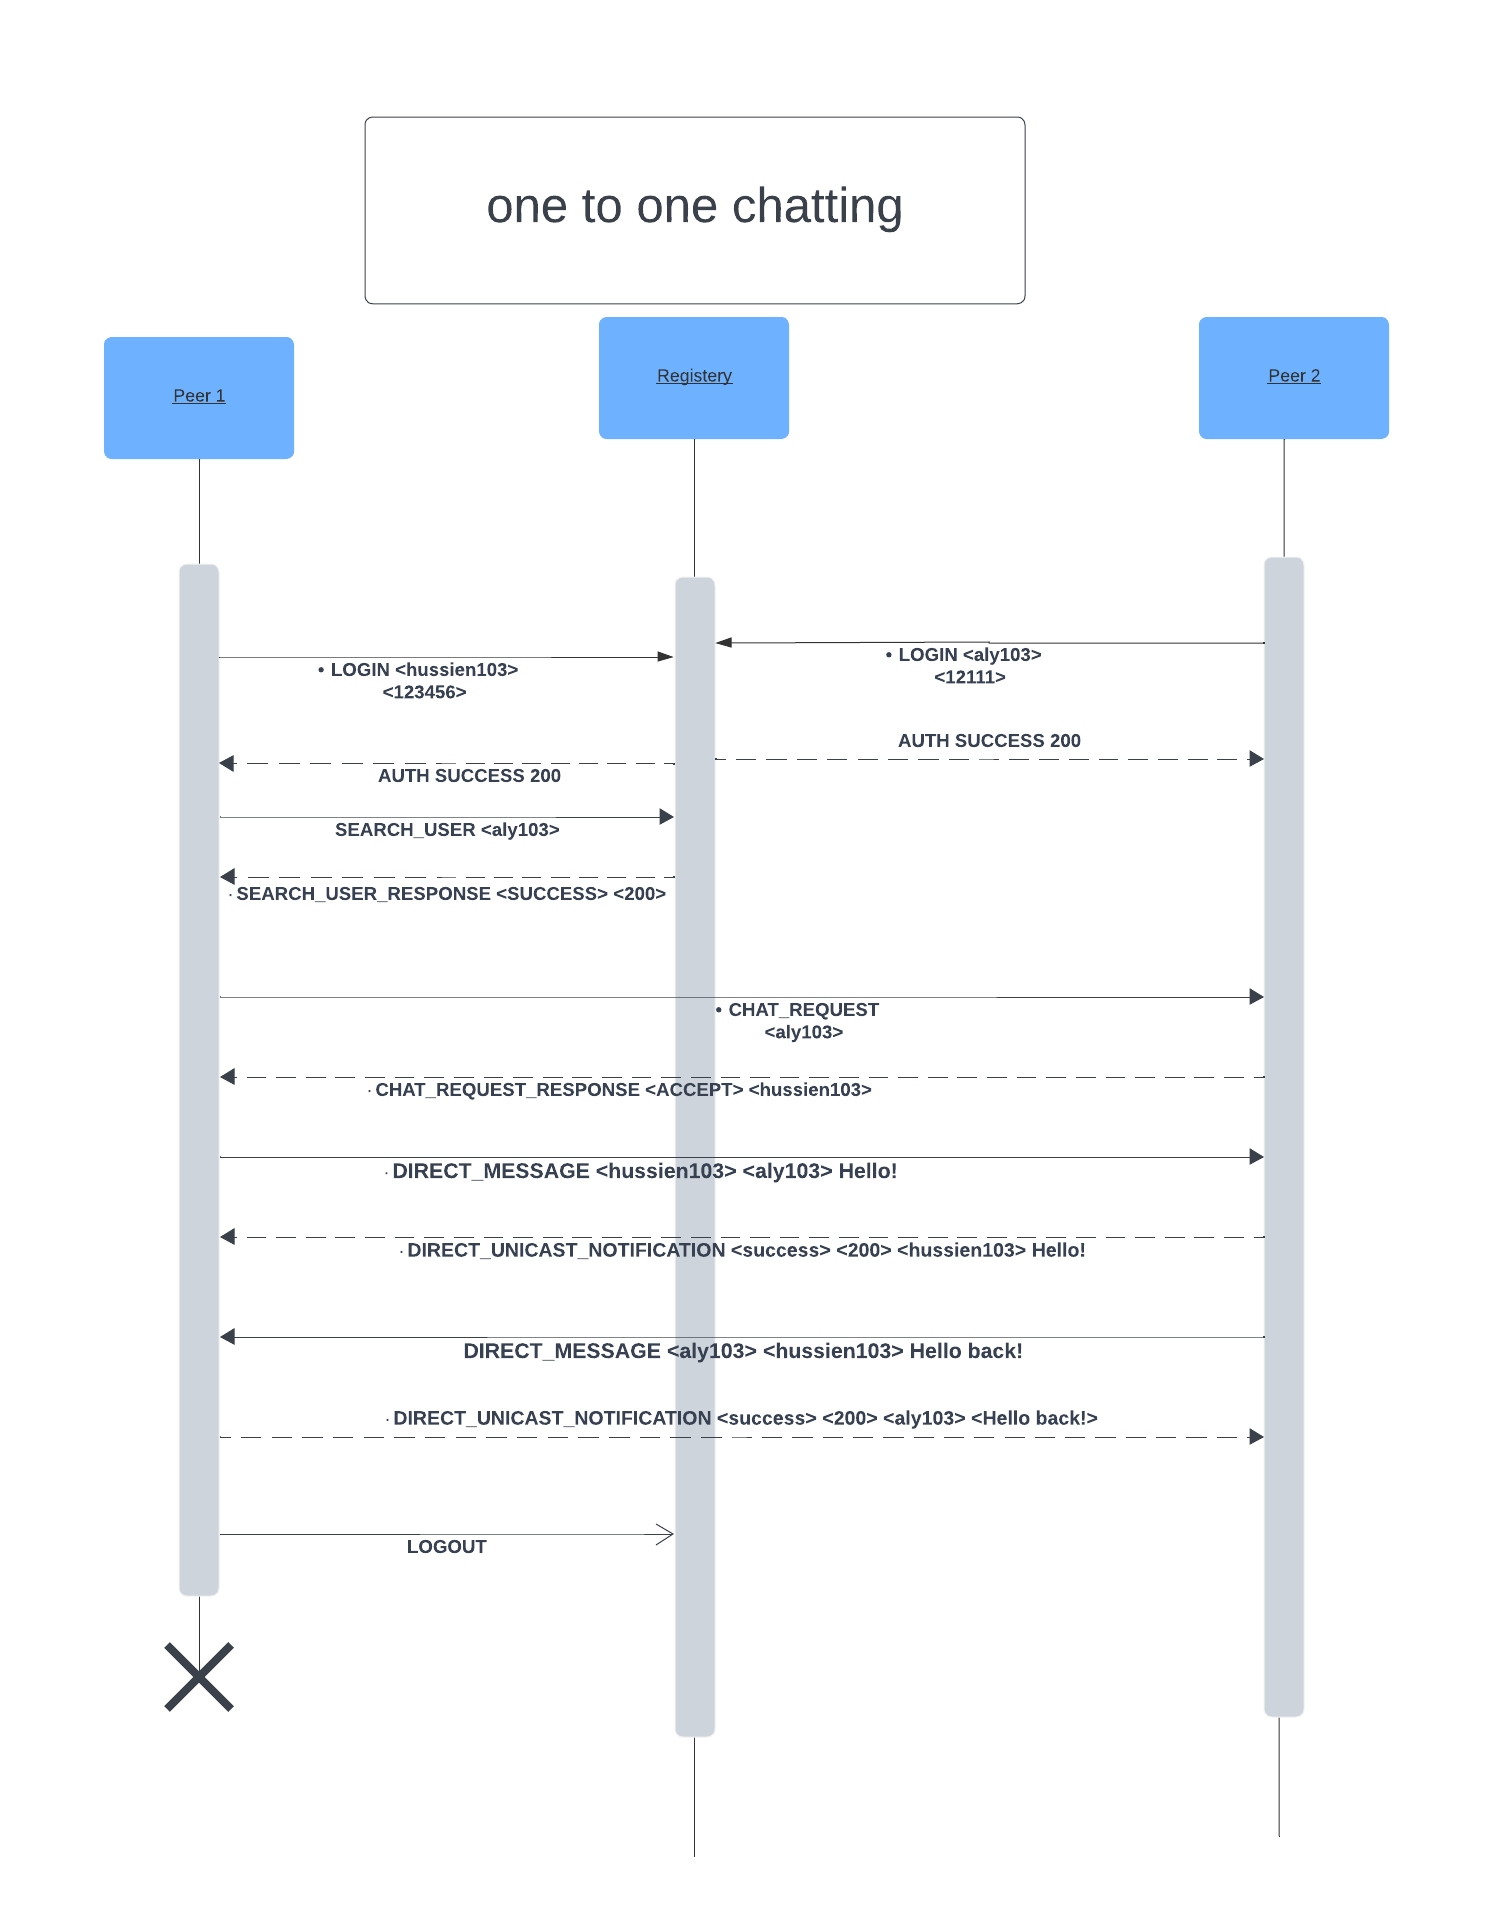 one to one chatting
Peer 1
Registery
Peer 2
• LOGIN <hussien103>
<123456>
• LOGIN <aly103>
<12111>
AUTH SUCCESS 200
AUTH SUCCESS 200
SEARCH_USER <aly103>
· SEARCH_USER_RESPONSE <SUCCESS> <200>
• CHAT_REQUEST
<aly103>
· CHAT_REQUEST_RESPONSE <ACCEPT> <hussien103>
· DIRECT_MESSAGE <hussien103> <aly103> Hello!
· DIRECT_UNICAST_NOTIFICATION <success> <200> <hussien103> Hello!
DIRECT_MESSAGE <aly103> <hussien103> Hello back!
· DIRECT_UNICAST_NOTIFICATION <success> <200> <aly103> <Hello back!>
LOGOUT